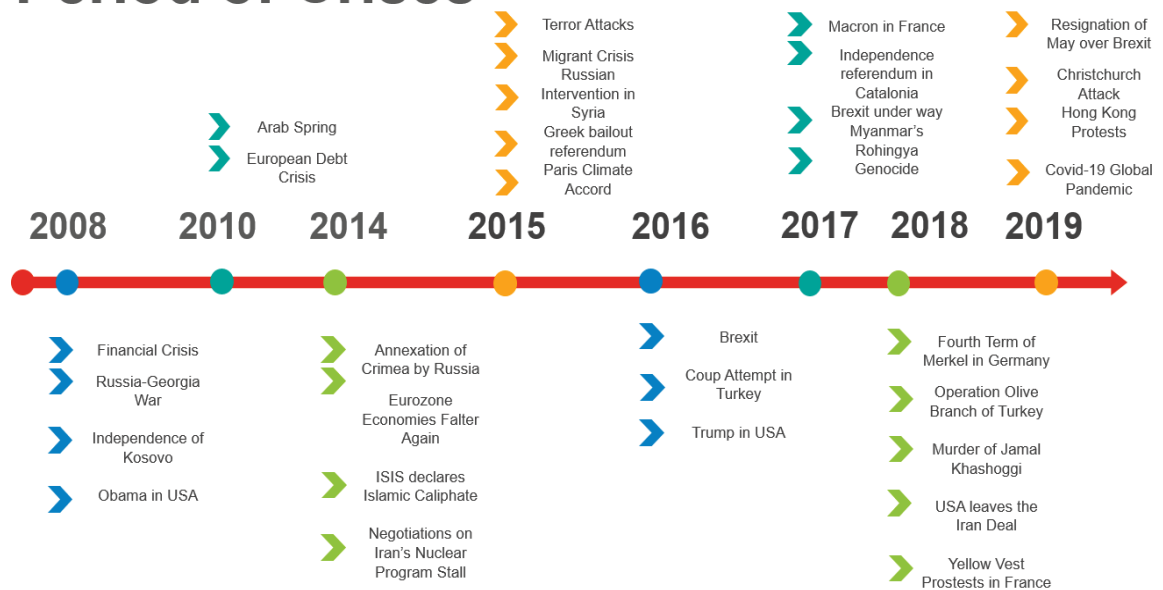 Period of Crises
Terror Attacks
Migrant Crisis
Russian
Intervention in
Syria
Greek bailout
referendum
Paris Climate
Accord
Macron in France
Independence
referendum in
Catalonia
Brexit under way
Myanmar's
Rohingya
Genocide
Resignation of
May over Brexit
Christchurch
Attack
Hong Kong
Protests
Covid-19 Global
Pandemic
Arab Spring
European Debt
Crisis
2008
2010
2014
2015
2016
2017
2018
2019
Financial Crisis
Russia-Georgia
War
Independence of
Kosovo
Obama in USA
Annexation of
Crimea by Russia
Eurozone
Economies Falter
Again
ISIS declares
Islamic Caliphate
Negotiations on
Iran's Nuclear
Program Stall
Brexit
Coup Attempt in
Turkey
Trump in USA
Fourth Term of
Merkel in Germany
Operation Olive
Branch of Turkey
Murder of Jamal
Khashoggi
USA leaves the
Iran Deal
Yellow Vest
Prostests in France